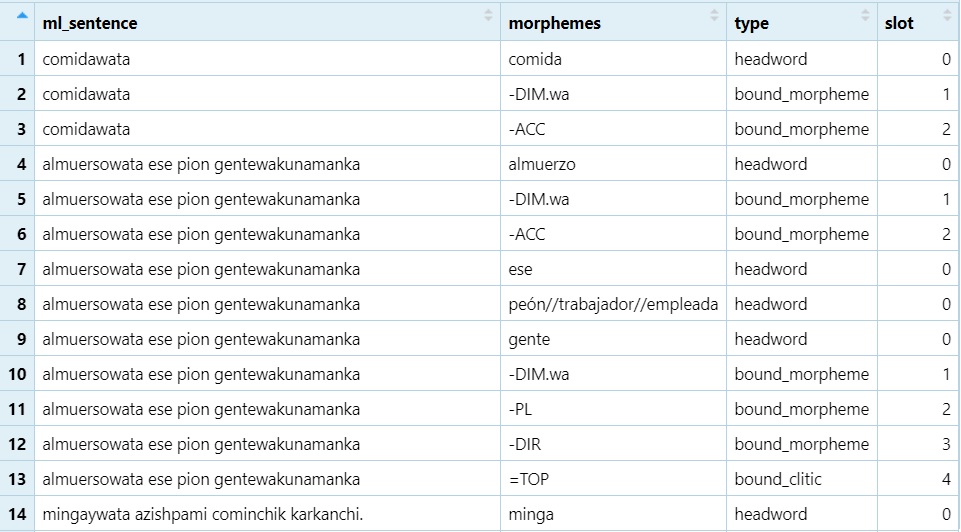 ml_sentence morphemes type slot
1 comidawata comida headword 0
2 comidawata -DIM.wa bound_morpheme 1
3 comidawata -ACC bound_morpheme 2
4 almuersowata ese pion gentewakunamanka almuerzo headword 0
5 almuersowata ese pion gentewakunamanka -DIM.wa bound_morpheme 1
6 almuersowata ese pion gentewakunamanka -ACC bound_morpheme 2
7 almuersowata ese pion gentewakunamanka ese headword 0
8 almuersowata ese pion gentewakunamanka peón//trabajador//empleada headword 0
9 almuersowata ese pion gentewakunamanka gente headword 0
10 almuersowata ese pion gentewakunamanka -DIM.wa bound_morpheme 1
11 almuersowata ese pion gentewakunamanka -PL bound_morpheme 2
12 almuersowata ese pion gentewakunamanka -DIR bound_morpheme 3
13 almuersowata ese pion gentewakunamanka =TOP bound_clitic 4
14 mingaywata azishpami cominchik karkanchi. minga headword 0